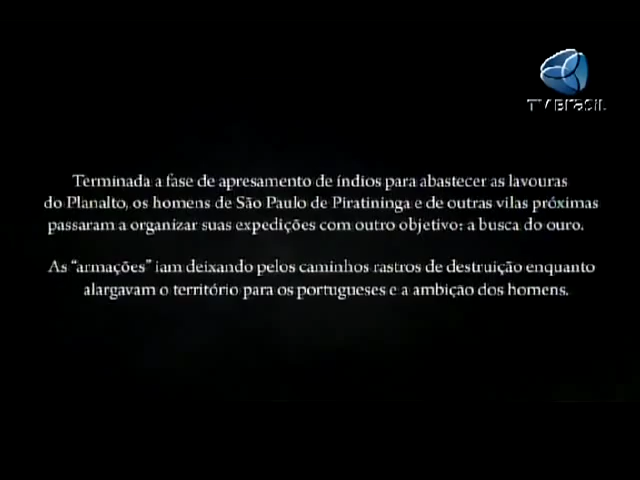 TV BRASIL
Terminada a fase de apresamento de índios para abastecer as lavouras
do Planalto, os homens de São Paulo de Piratininga e de outras vilas próximas
passaram a organizar suas expedições com outro objetivo: a busca do ouro.
As “armações” iam deixando pelos caminhos rastros de destruição enquanto
alargavam o território para os portugueses e a ambição dos homens.